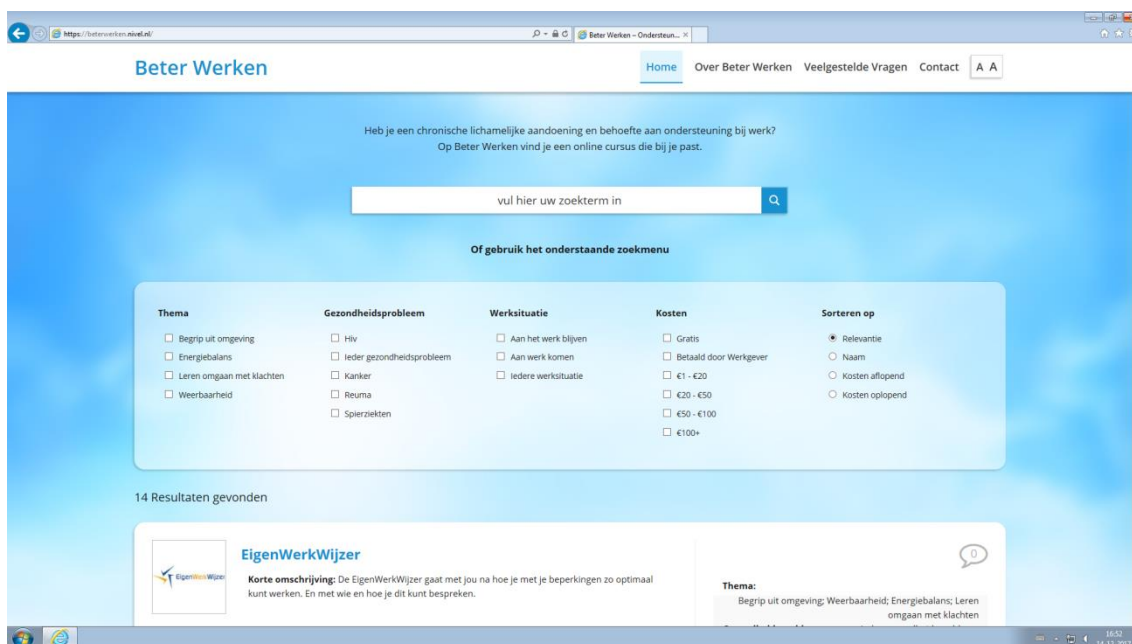 https://beterwerken.nivel.nl/
Beter Werken – Ondersteun...
Beter Werken
Home Over Beter Werken Veelgestelde Vragen Contact A A
Heb je een chronische lichamelijke aandoening en behoefte aan ondersteuning bij werk?
Op Beter Werken vind je een online cursus die bij je past.
vul hier uw zoekterm in
Of gebruik het onderstaande zoekmenu
Thema
Begrip uit omgeving
Energiebalans
Leren omgaan met klachten
Weerbaarheid
Gezondheidsprobleem
Hiv
Ieder gezondheidsprobleem
Kanker
Reuma
Spierziekten
Werksituatie
Aan het werk blijven
Aan werk komen
Iedere werksituatie
Kosten
Gratis
Betaald door Werkgever
€1 - €20
€20 - €50
€50 - €100
€100+
Sorteren op
Relevantie
Naam
Kosten aflopend
Kosten oplopend
14 Resultaten gevonden
EigenWerkWijzer
EigenWerkWijzer
Korte omschrijving: De EigenWerkWijzer gaat met jou na hoe je met je beperkingen zo optimaal
kunt werken. En met wie en hoe je dit kunt bespreken.
0
Thema:
Begrip uit omgeving; Weerbaarheid; Energiebalans; Leren
omgaan met klachten
16:52